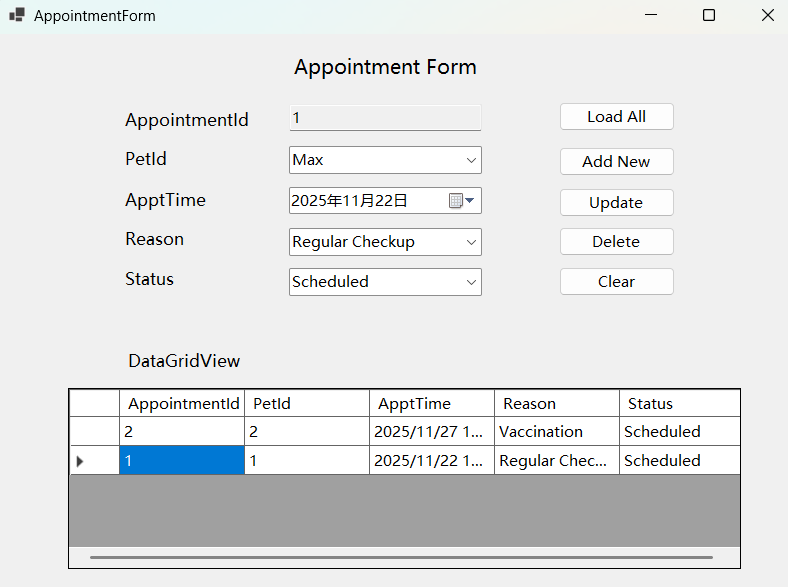 AppointmentForm
Appointment Form
AppointmentId 1 Load All
PetId Max Add New
ApptTime 2025年11月22日 Update
Reason Regular Checkup Delete
Status Scheduled Clear
DataGridView
AppointmentId PetId ApptTime Reason Status
2 2 2025/11/27 1... Vaccination Scheduled
1 1 2025/11/22 1... Regular Chec... Scheduled